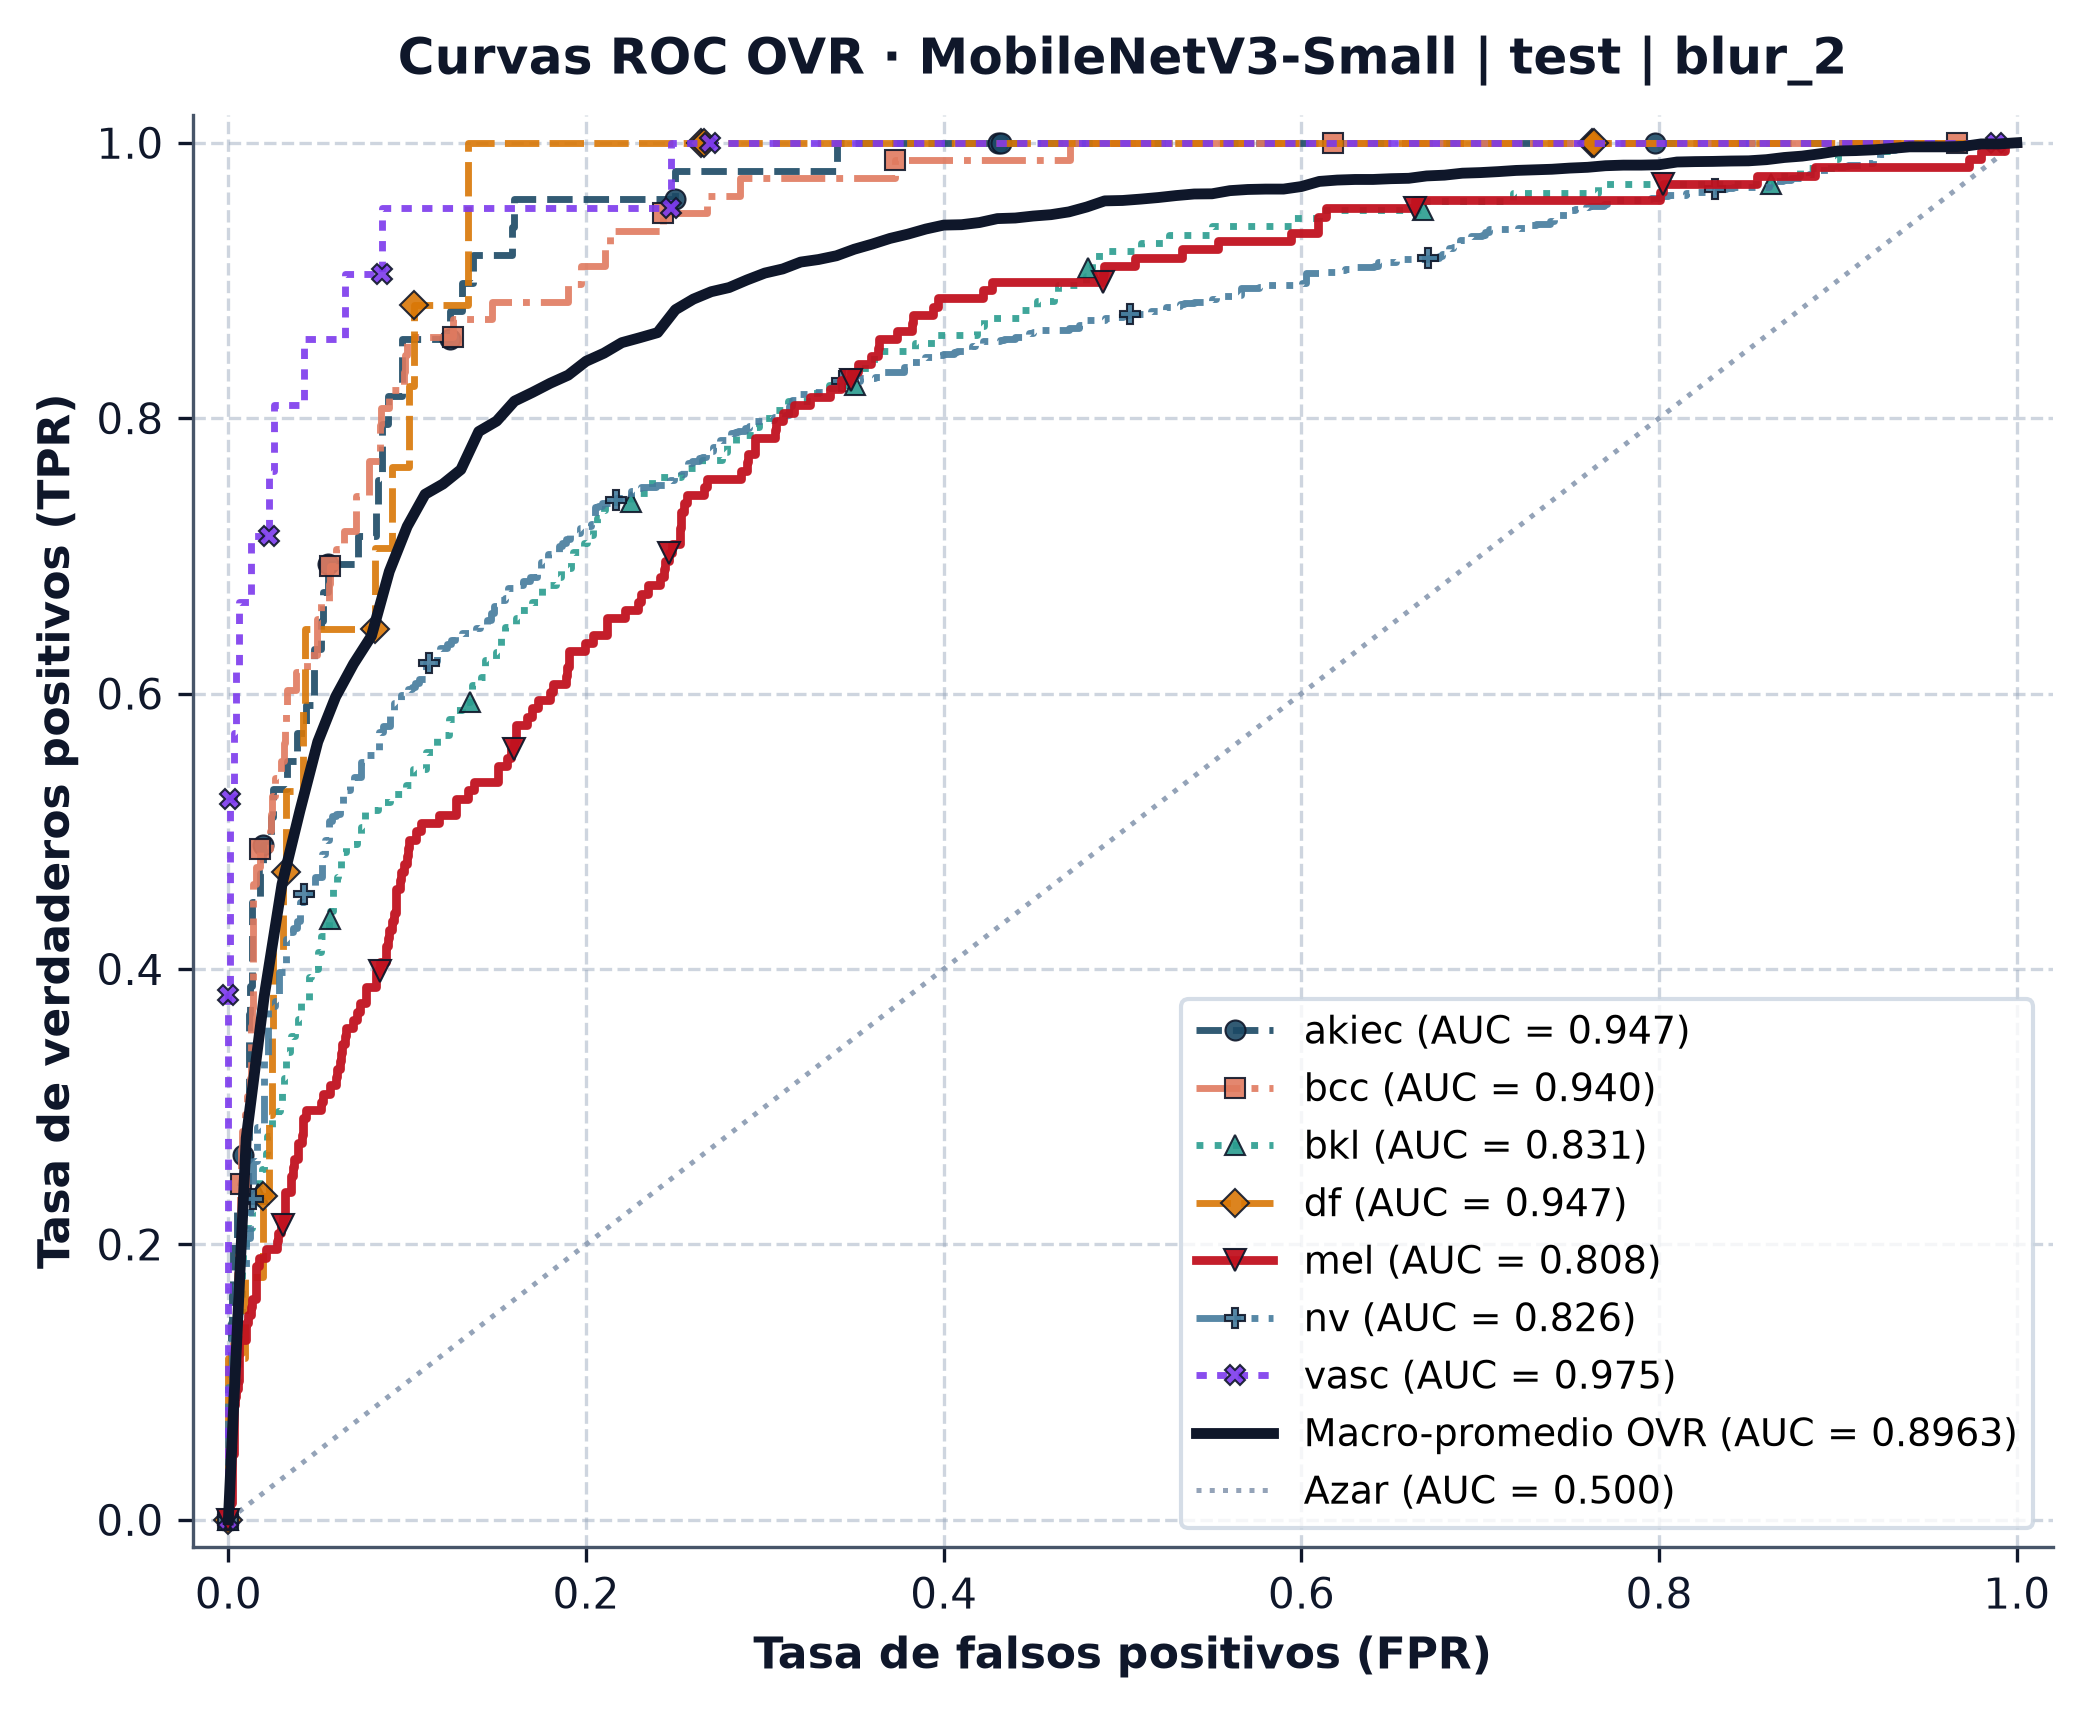 Curvas ROC OVR · MobileNetV3-Small | test | blur_2
Tasa de verdaderos positivos (TPR)
1.0
0.8
0.6
0.4
0.2
0.0
akiec (AUC = 0.947)
bcc (AUC = 0.940)
bkl (AUC = 0.831)
df (AUC = 0.947)
mel (AUC = 0.808)
nv (AUC = 0.826)
vasc (AUC = 0.975)
Macro-promedio OVR (AUC = 0.8963)
Azar (AUC = 0.500)
0.0 0.2 0.4 0.6 0.8 1.0
Tasa de falsos positivos (FPR)